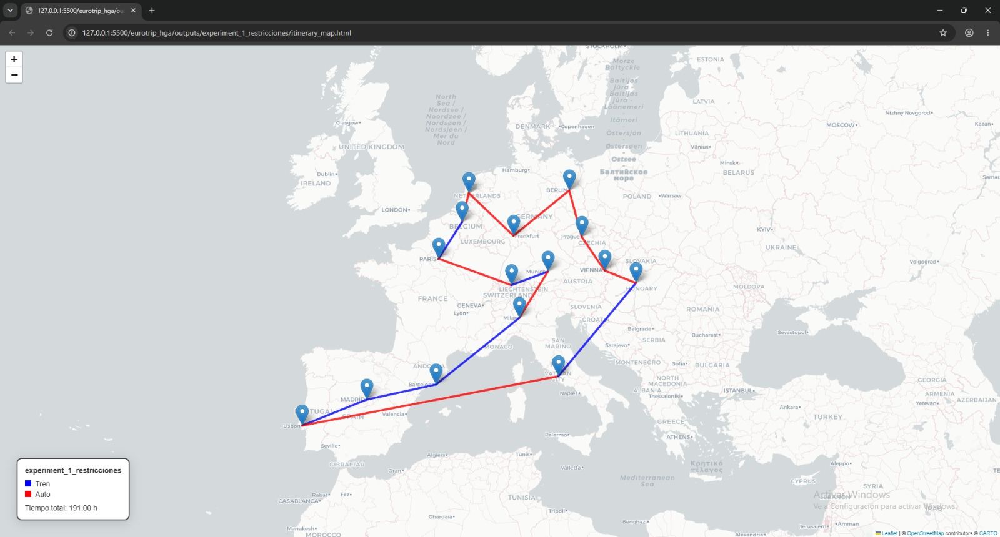 127.0.0.1:5500/eurotrip_hga/ou
127.0.0.1:5500/eurotrip_hga/outputs/experiment_1_restricciones/itinerary_map.html
+
−
STOCKHOLM
ESTONIA
Morze
Bałtyckie
-
Baltijas
jūra -
Baltijas
jūra -
Läänemeri
-
Itämeri
-
Östersjön
-
Østersøen
-
Ostsee
-
Балтийское
море
North
Sea /
Nordsee /
Noordzee /
Nordsøen /
Nordsjøen /
Mer du
Nord
LATVIA
Nizhny Novgorod
Glasgow
DENMARK
Copenhagen
MOSCOW
Kazan
LITHUANIA
UNITED KINGDOM
Vilnius
Minsk
Hamburg
Dublin
BELARUS
Samar
IRELAND
BERLIN
NETHERLANDS
POLAND
Warsaw
LONDON
GERMANY
BELGIUM
KYIV
Frankfurt
Prague
LUXEMBOURG
CZECHIA
UKRAINE
PARIS
SLOVAKIA
Volgograd
Munich
VIENNA
AUSTRIA
MOLDOVA
LIECHTENSTEIN
HUNGARY
SWITZERLAND
FRANCE
GENEVA
SLOVENIA
ROMANIA
Lyon
Milan
CROATIA
Belgrade
Sevastopol
Bucharest
SAN
MARINO
SERBIA
MONACO
Sarajevo
MONTENEGRO
Sofia
BULGARIA
ANDORRA
VATICAN
CITY
NORTH
MACEDONIA
GEORGIA
Barcelona
ALBANIA
ISTANBUL
Naples
Thessaloniki
ARMENIA
AZERBAIJAN
MADRID
Yerevan
Ankara
PORTUGAL
SPAIN
Valencia
TURKEY
GREECE
Lisbon
Palermo
ATHENS
Seville
Algiers
Tunis
GIBRALTAR
Oran
Valletta
Κρητικό
πέλαγος
Aleppo
Mediterranean
Sea
CYPRUS
SYRIA
experiment_1_restricciones
Tren
Auto
Tiempo total: 191.00 h
Rabat
Fez
CASABLANCA
TUNISIA
LEBANON
Activar Windows
Ve a Configuración para activar Windows.
IRAQ
Tripoli
Ghardaia
Benghazi
Amman
Marrakesh
Jerusalem
MOROCCO
Alexandria
Leaflet | © OpenStreetMap contributors © CARTO